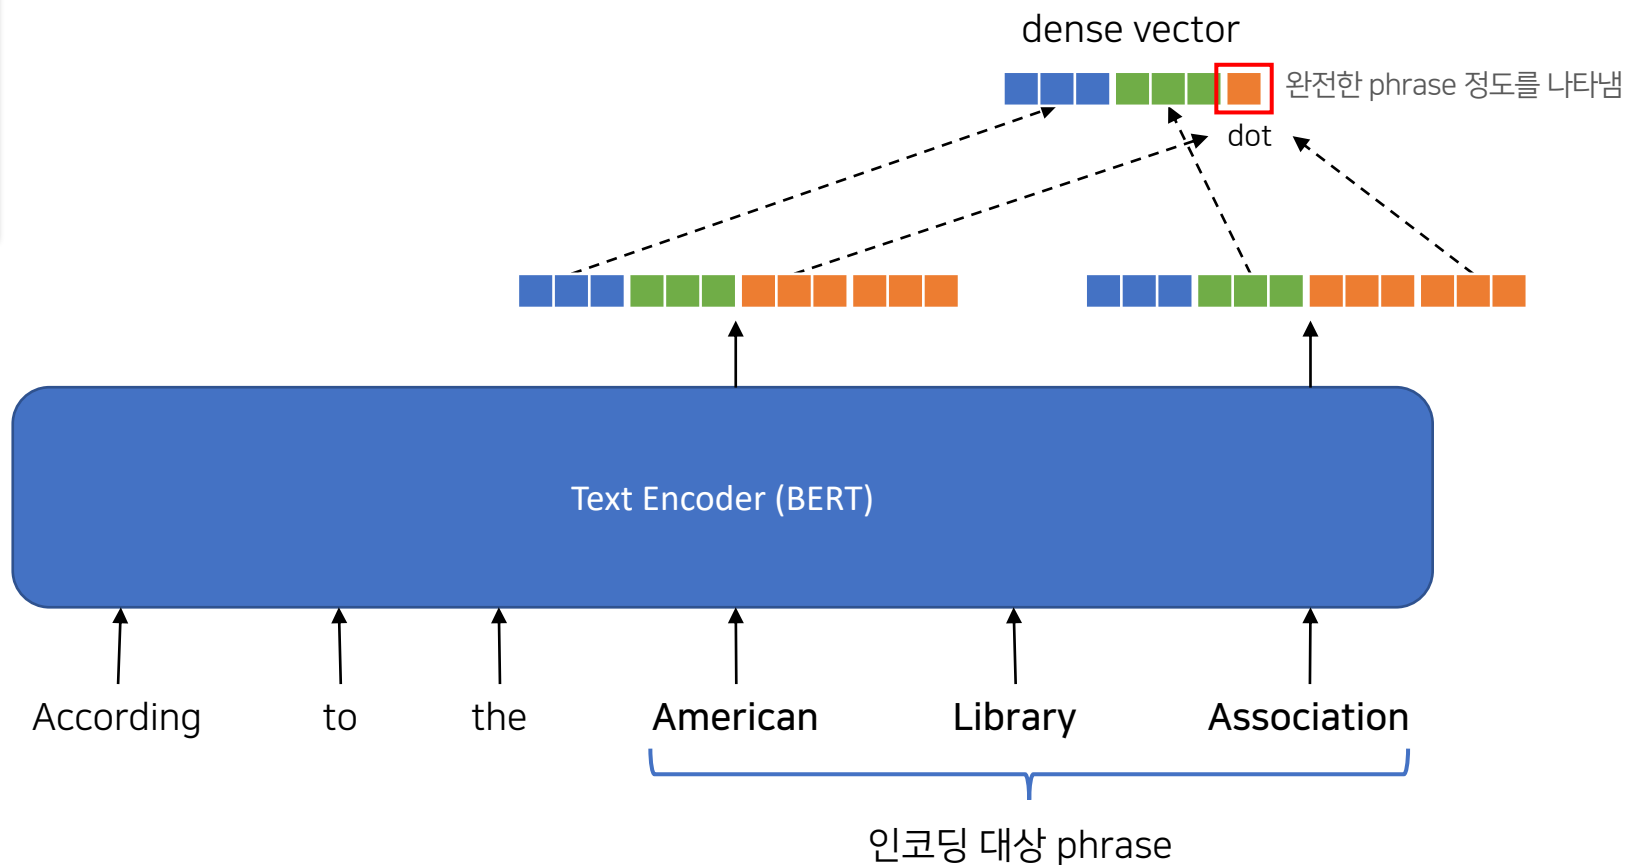 dense vector
완전한 phrase 정도를 나타냄
dot
Text Encoder (BERT)
According to the American Library Association
인코딩 대상 phrase